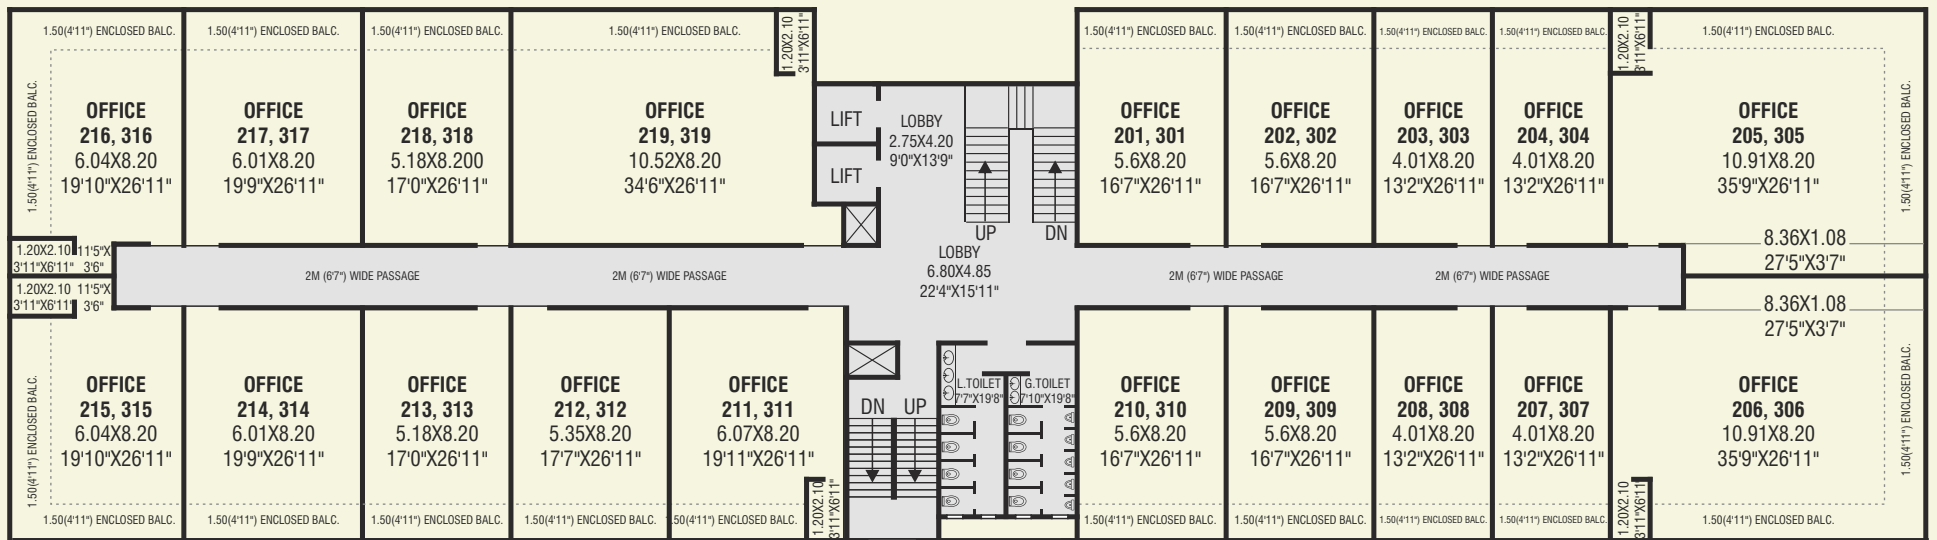 1.50(4'11") ENCLOSED BALC.
1.50(4'11") ENCLOSED BALC.
1.50(4'11") ENCLOSED BALC.
1.50(4'11") ENCLOSED BALC.
1.20X2.10
3'11"X6'11"
1.50(4'11") ENCLOSED BALC.
1.50(4'11") ENCLOSED BALC.
1.50(4'11") ENCLOSED BALC.
1.50(4'11") ENCLOSED BALC.
1.20X2.10
3'11"X6'11"
1.50(4'11") ENCLOSED BALC.
1.50(4'11") ENCLOSED BALC.
OFFICE
216, 316
6.04X8.20
19'10"X26'11"
OFFICE
217, 317
6.01X8.20
19'9"X26'11"
OFFICE
218, 318
5.18X8.200
17'0"X26'11"
OFFICE
219, 319
10.52X8.20
34'6"X26'11"
LIFT
LIFT
LOBBY
2.75X4.20
9'0"X13'9"
UP
DN
OFFICE
201, 301
5.6X8.20
16'7"X26'11"
OFFICE
202, 302
5.6X8.20
16'7"X26'11"
OFFICE
203, 303
4.01X8.20
13'2"X26'11"
OFFICE
204, 304
4.01X8.20
13'2"X26'11"
OFFICE
205, 305
10.91X8.20
35'9"X26'11"
1.50(4'11") ENCLOSED BALC.
8.36X1.08
27'5"X3'7"
1.20X2.10
3'11"X6'11"
11'5"X
3'6"
1.20X2.10
3'11"X6'11"
11'5"X
3'6"
2M (6'7") WIDE PASSAGE
2M (6'7") WIDE PASSAGE
LOBBY
6.80X4.85
22'4"X15'11"
2M (6'7") WIDE PASSAGE
2M (6'7") WIDE PASSAGE
8.36X1.08
27'5"X3'7"
1.50(4'11") ENCLOSED BALC.
OFFICE
215, 315
6.04X8.20
19'10"X26'11"
OFFICE
214, 314
6.01X8.20
19'9"X26'11"
OFFICE
213, 313
5.18X8.20
17'0"X26'11"
OFFICE
212, 312
5.35X8.20
17'7"X26'11"
OFFICE
211, 311
6.07X8.20
19'11"X26'11"
DN
UP
L.TOILET
7'7"X19'8"
G.TOILET
7'10"X19'8"
OFFICE
210, 310
5.6X8.20
16'7"X26'11"
OFFICE
209, 309
5.6X8.20
16'7"X26'11"
OFFICE
208, 308
4.01X8.20
13'2"X26'11"
OFFICE
207, 307
4.01X8.20
13'2"X26'11"
OFFICE
206, 306
10.91X8.20
35'9"X26'11"
1.50(4'11") ENCLOSED BALC.
1.50(4'11") ENCLOSED BALC.
1.50(4'11") ENCLOSED BALC.
1.50(4'11") ENCLOSED BALC.
1.50(4'11") ENCLOSED BALC.
1.50(4'11") ENCLOSED BALC.
1.20X2.10
3'11"X6'11"
1.50(4'11") ENCLOSED BALC.
1.50(4'11") ENCLOSED BALC.
1.50(4'11") ENCLOSED BALC.
1.50(4'11") ENCLOSED BALC.
1.20X2.10
3'11"X6'11"
1.50(4'11") ENCLOSED BALC.